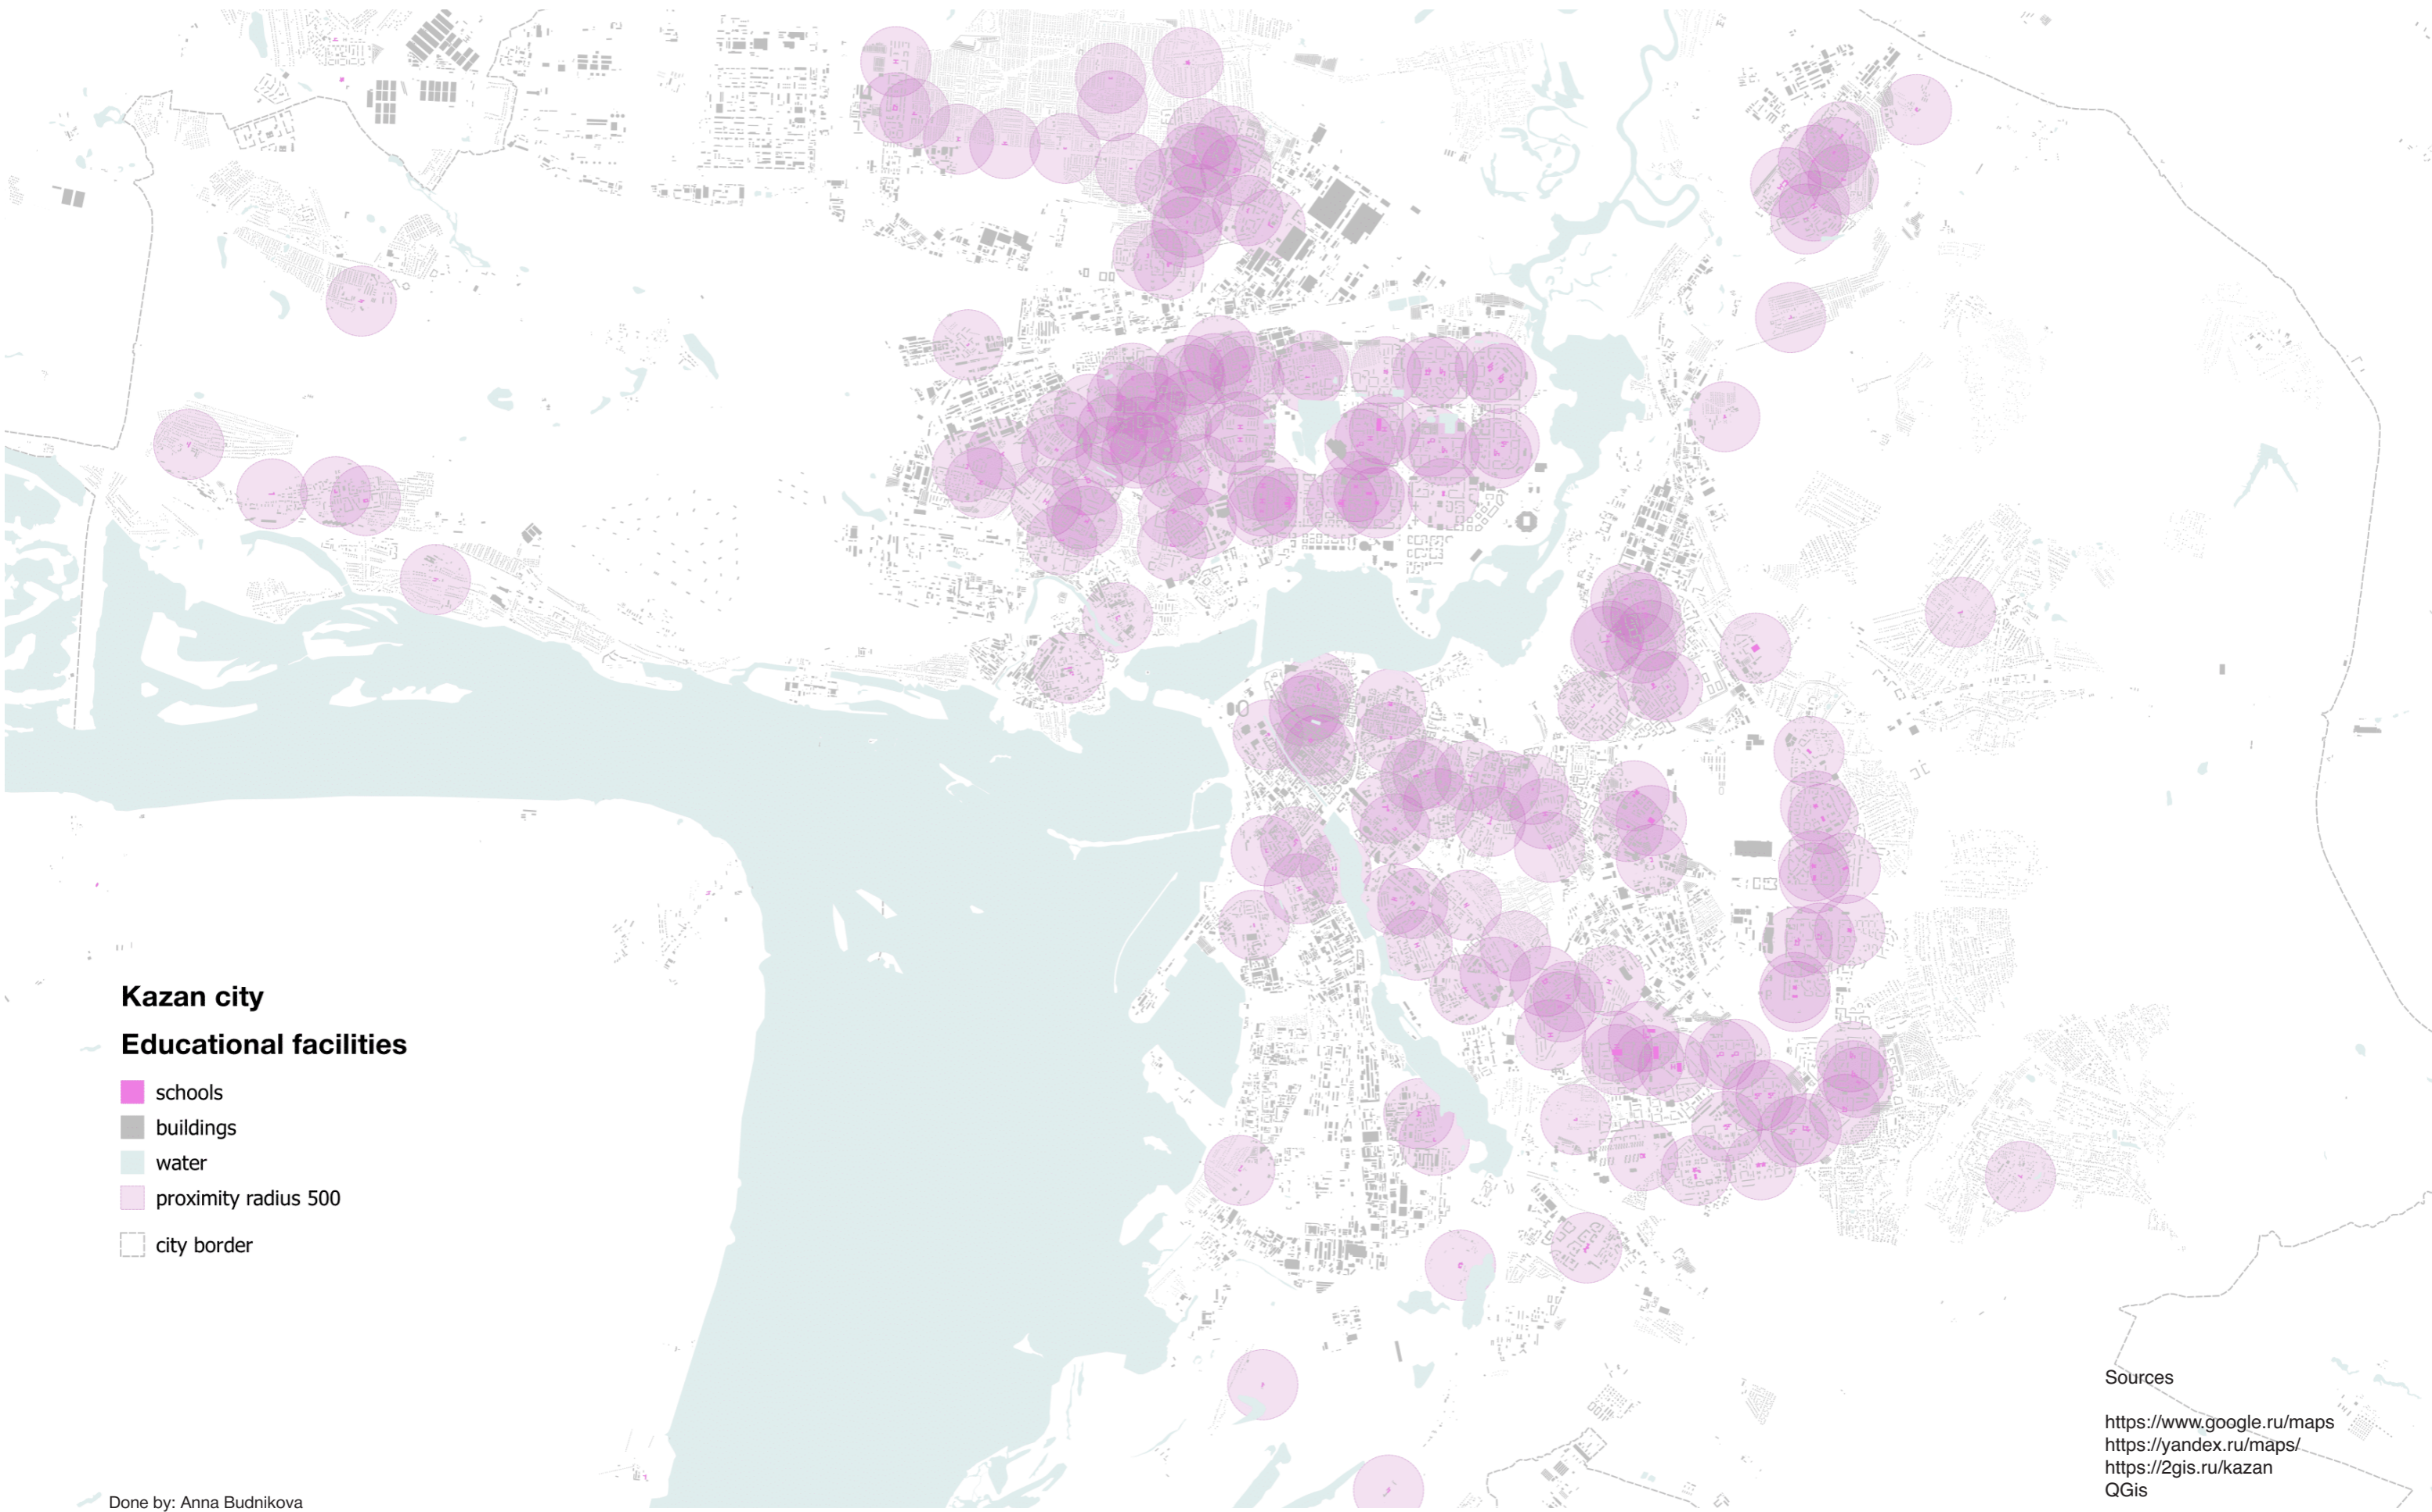 Kazan city
Educational facilities
schools
buildings
water
proximity radius 500
city border
Sources
https://www.google.ru/maps
https://yandex.ru/maps/
https://2gis.ru/kazan
QGis
Done by: Anna Budnikova